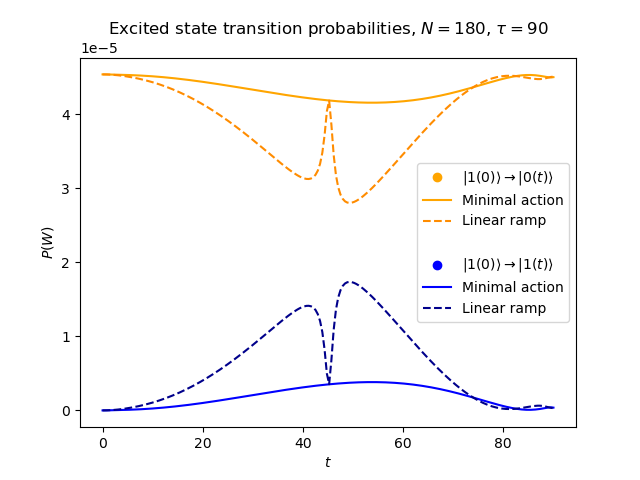 Excited state transition probabilities, N = 180, τ = 90
1e−5
4
3
2
1
0
P(W)
0
20
40
60
80
t
|1(0)⟩ → |0(t)⟩
Minimal action
Linear ramp
|1(0)⟩ → |1(t)⟩
Minimal action
Linear ramp